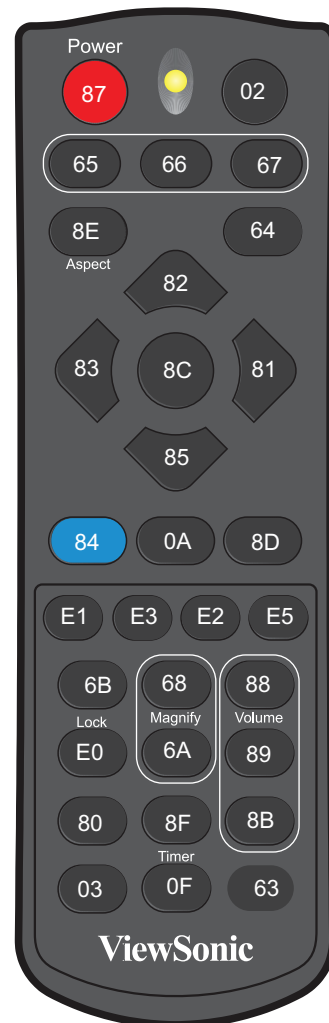 Power
87 02
65 66 67
8E 64
Aspect
82
83 8C 81
85
84 0A 8D
E1 E3 E2 E5
6B 68 88
Lock Magnify Volume
E0 6A 89
80 8F 8B
Timer
03 0F 63
ViewSonic